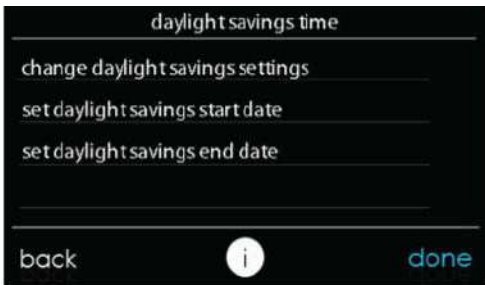 daylight savings time
change daylight savings settings
set daylight savings start date
set daylight savings end date
back
i
done